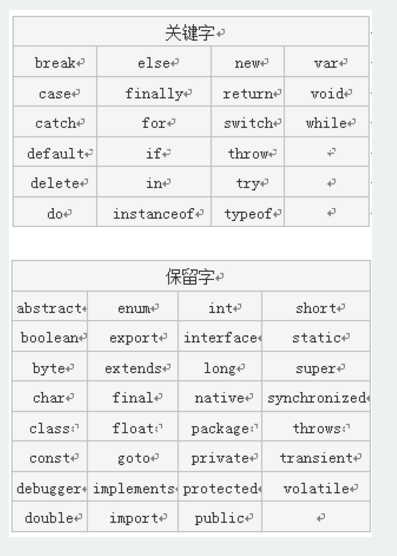 关键字
break else new var
case finally return void
catch for switch while
default if throw
delete in try
do instanceof typeof
保留字
abstract enum int short
boolean export interface static
byte extends long super
char final native synchronized
class float package throws
const goto private transient
debugger implements protected volatile
double import public